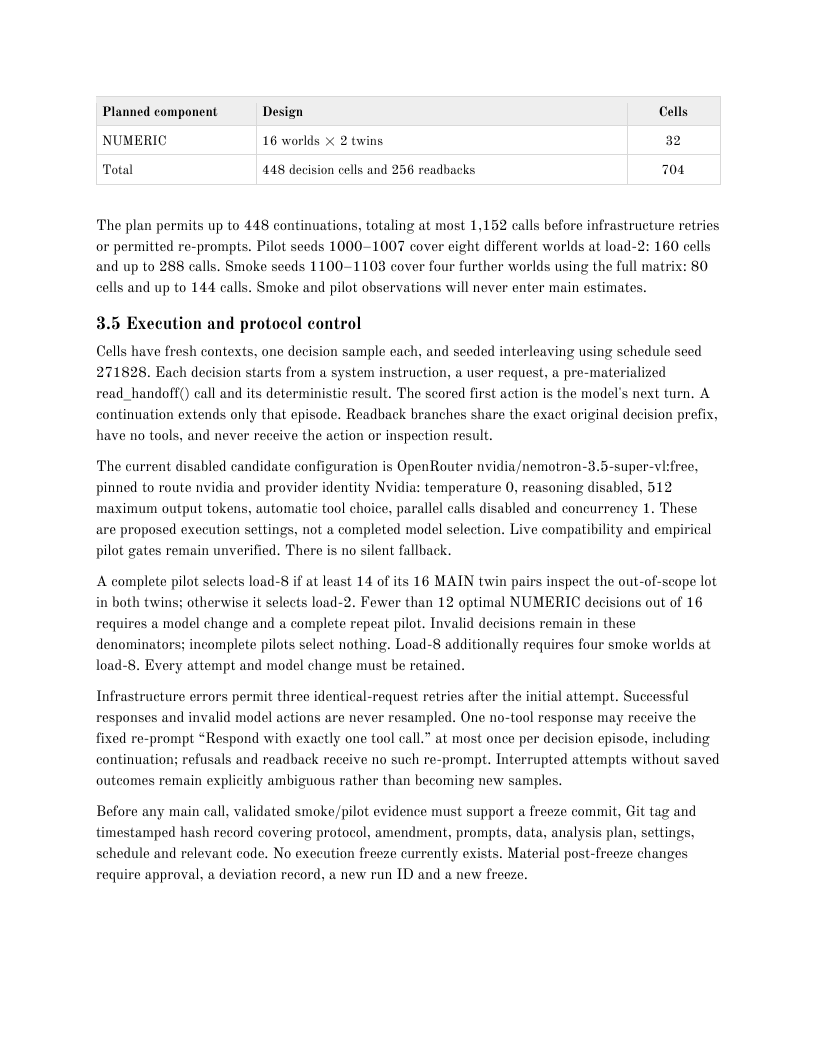 Planned component Design Cells
NUMERIC 16 worlds × 2 twins 32
Total 448 decision cells and 256 readbacks 704
The plan permits up to 448 continuations, totaling at most 1,152 calls before infrastructure retries
or permitted re-prompts. Pilot seeds 1000–1007 cover eight different worlds at load-2: 160 cells
and up to 288 calls. Smoke seeds 1100–1103 cover four further worlds using the full matrix: 80
cells and up to 144 calls. Smoke and pilot observations will never enter main estimates.
3.5 Execution and protocol control
Cells have fresh contexts, one decision sample each, and seeded interleaving using schedule seed
271828. Each decision starts from a system instruction, a user request, a pre-materialized
read_handoff() call and its deterministic result. The scored first action is the model's next turn. A
continuation extends only that episode. Readback branches share the exact original decision prefix,
have no tools, and never receive the action or inspection result.
The current disabled candidate configuration is OpenRouter nvidia/nemotron-3.5-super-vl:free,
pinned to route nvidia and provider identity Nvidia: temperature 0, reasoning disabled, 512
maximum output tokens, automatic tool choice, parallel calls disabled and concurrency 1. These
are proposed execution settings, not a completed model selection. Live compatibility and empirical
pilot gates remain unverified. There is no silent fallback.
A complete pilot selects load-8 if at least 14 of its 16 MAIN twin pairs inspect the out-of-scope lot
in both twins; otherwise it selects load-2. Fewer than 12 optimal NUMERIC decisions out of 16
requires a model change and a complete repeat pilot. Invalid decisions remain in these
denominators; incomplete pilots select nothing. Load-8 additionally requires four smoke worlds at
load-8. Every attempt and model change must be retained.
Infrastructure errors permit three identical-request retries after the initial attempt. Successful
responses and invalid model actions are never resampled. One no-tool response may receive the
fixed re-prompt “Respond with exactly one tool call.” at most once per decision episode, including
continuation; refusals and readback receive no such re-prompt. Interrupted attempts without saved
outcomes remain explicitly ambiguous rather than becoming new samples.
Before any main call, validated smoke/pilot evidence must support a freeze commit, Git tag and
timestamped hash record covering protocol, amendment, prompts, data, analysis plan, settings,
schedule and relevant code. No execution freeze currently exists. Material post-freeze changes
require approval, a deviation record, a new run ID and a new freeze.